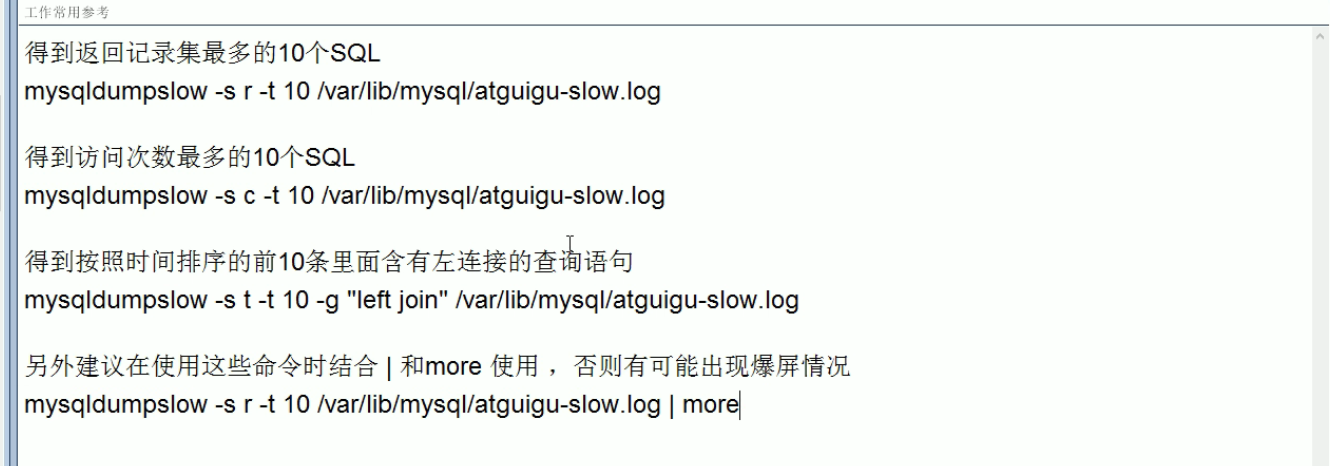 工作常用参考
得到返回记录集最多的10个SQL
mysqldumpslow -s r -t 10 /var/lib/mysql/atguigu-slow.log
得到访问次数最多的10个SQL
mysqldumpslow -s c -t 10 /var/lib/mysql/atguigu-slow.log
得到按照时间排序的前10条里面含有左连接的查询语句
mysqldumpslow -s t -t 10 -g "left join" /var/lib/mysql/atguigu-slow.log
另外建议在使用这些命令时结合 | 和more 使用 ，否则有可能出现爆屏情况
mysqldumpslow -s r -t 10 /var/lib/mysql/atguigu-slow.log | more